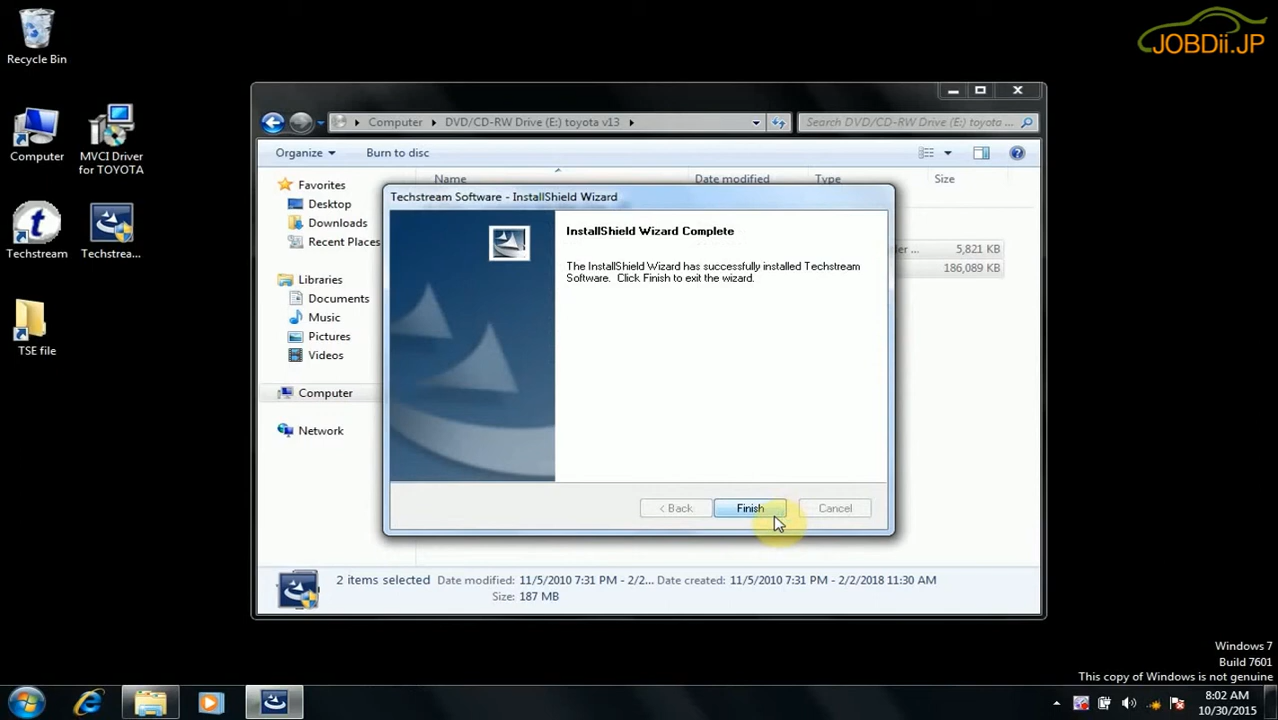 Recycle Bin
JOBDii.JP
Computer
MVCI Driver
for TOYOTA
Techstream
Techstrea...
TSE file
Computer
DVD/CD-RW Drive (E:) toyota v13
Search DVD/CD-RW Drive (E:) toyota ...
Organize
Burn to disc
Favorites
Desktop
Downloads
Recent Places
Libraries
Documents
Music
Pictures
Videos
Computer
Network
Name
Date modified
Type
Size
5,821 KB
186,089 KB
Techstream Software - InstallShield Wizard
InstallShield Wizard Complete
The InstallShield Wizard has successfully installed Techstream
Software. Click Finish to exit the wizard.
< Back
Finish
Cancel
2 items selected
Date modified: 11/5/2010 7:31 PM - 2/2...
Date created: 11/5/2010 7:31 PM - 2/2/2018 11:30 AM
Size: 187 MB
Windows 7
Build 7601
This copy of Windows is not genuine
8:02 AM
10/30/2015